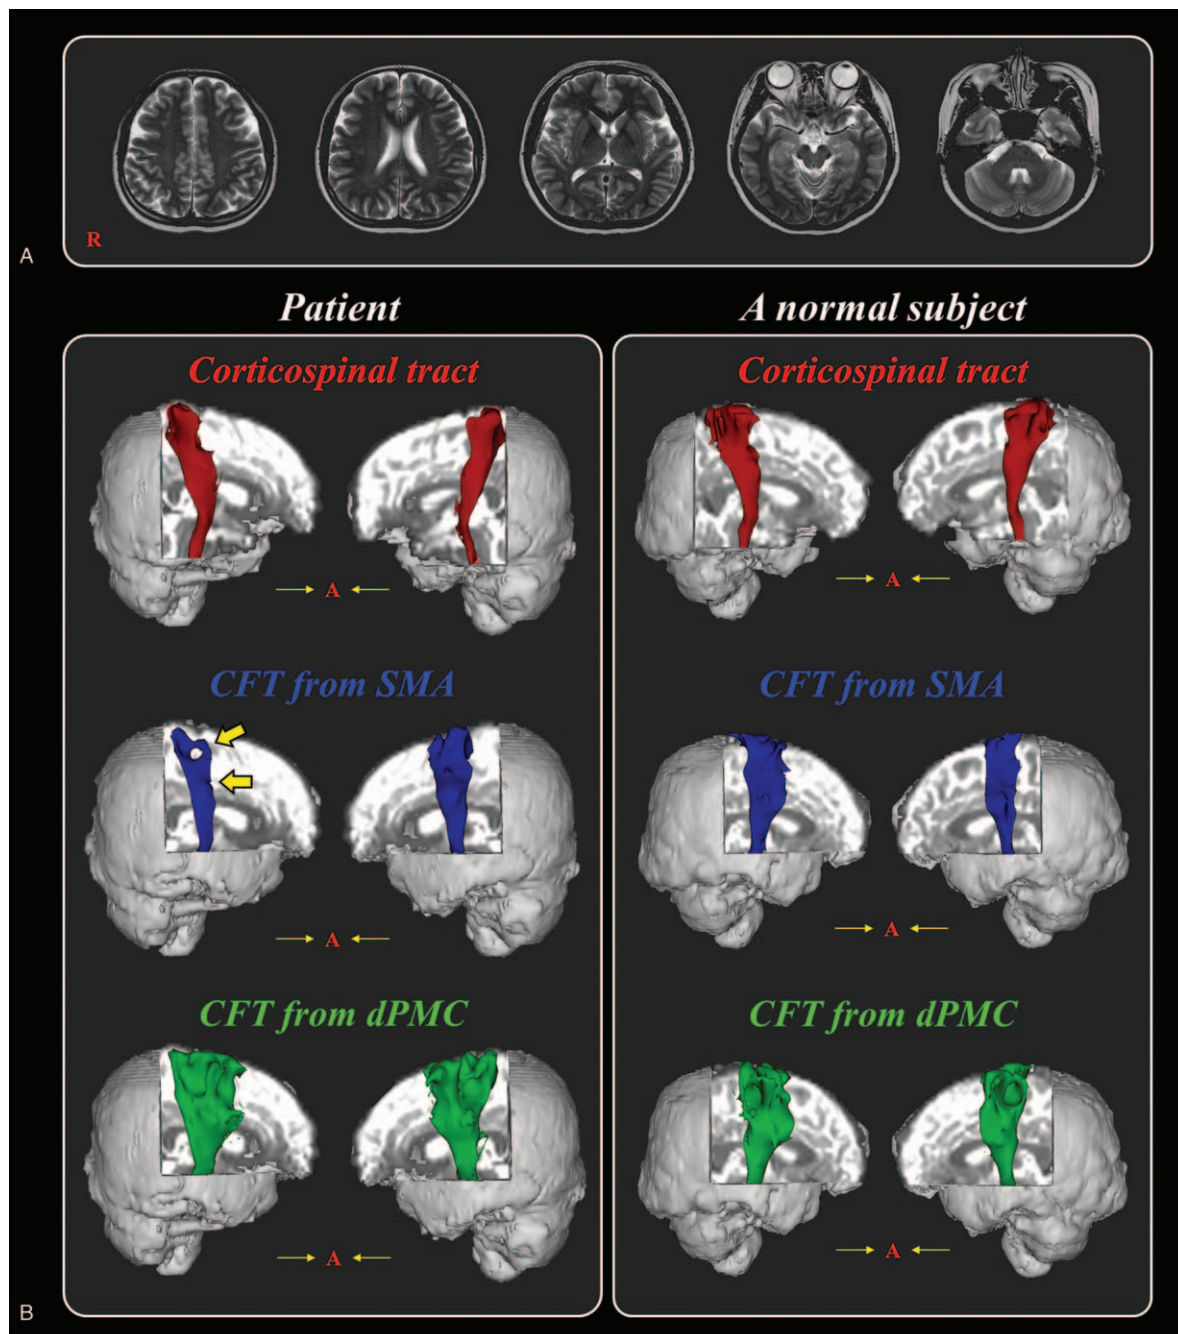 R
A
Patient
A normal subject
Corticospinal tract
Corticospinal tract
A
A
CFT from SMA
CFT from SMA
A
A
CFT from dPMC
CFT from dPMC
A
A
B